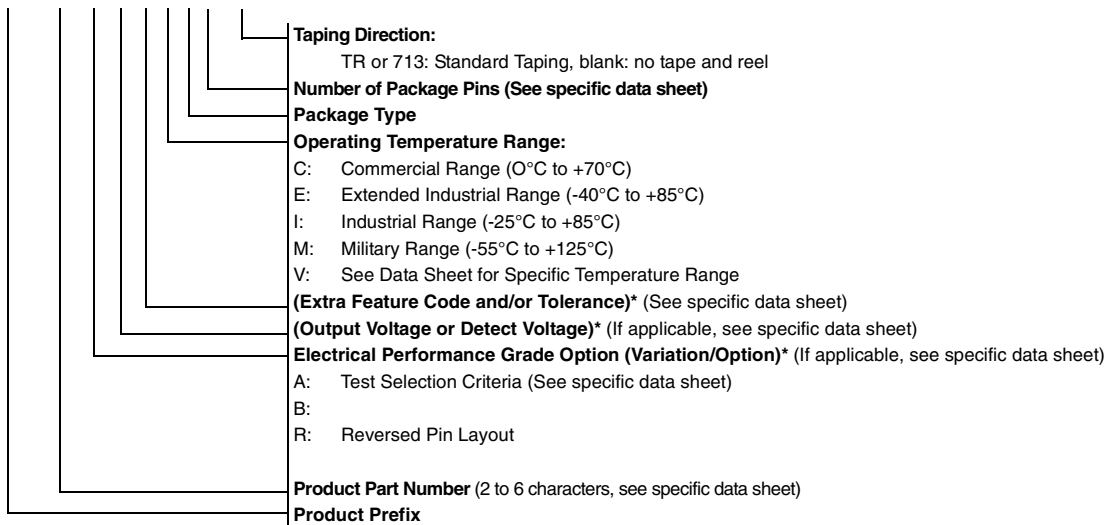 Taping Direction:
TR or 713: Standard Taping, blank: no tape and reel
Number of Package Pins (See specific data sheet)
Package Type
Operating Temperature Range:
C: Commercial Range (O°C to +70°C)
E: Extended Industrial Range (-40°C to +85°C)
I: Industrial Range (-25°C to +85°C)
M: Military Range (-55°C to +125°C)
V: See Data Sheet for Specific Temperature Range
(Extra Feature Code and/or Tolerance)* (See specific data sheet)
(Output Voltage or Detect Voltage)* (If applicable, see specific data sheet)
Electrical Performance Grade Option (Variation/Option)* (If applicable, see specific data sheet)
A: Test Selection Criteria (See specific data sheet)
B:
R: Reversed Pin Layout
Product Part Number (2 to 6 characters, see specific data sheet)
Product Prefix